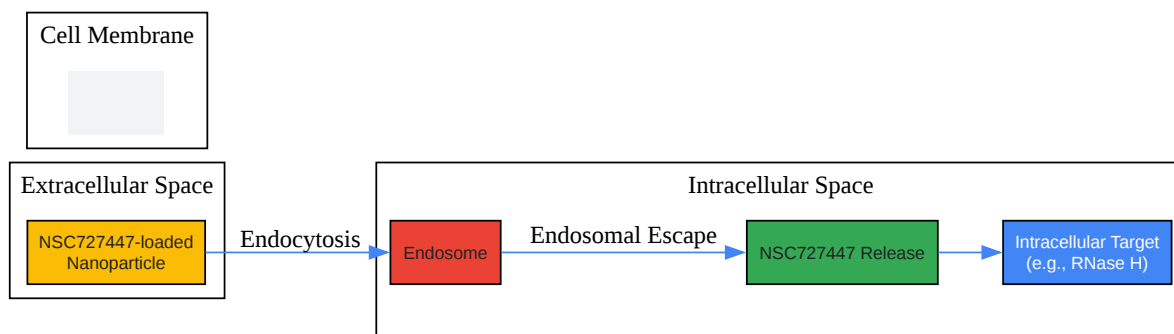 Cell Membrane
Extracellular Space
Intracellular Space
NSC727447-loaded
Nanoparticle
Endocytosis
Endosome
Endosomal Escape
NSC727447 Release
Intracellular Target
(e.g., RNase H)